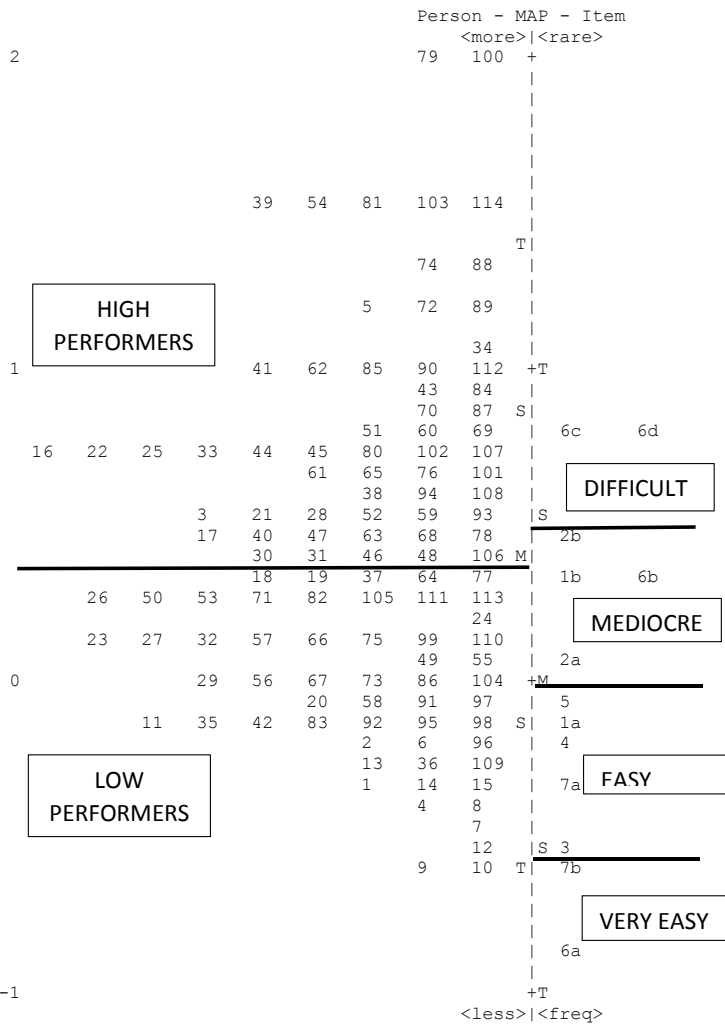 Person - MAP - Item
<more>|<rare>
2 79 100 +
|
|
|
|
|
|
39 54 81 103 114 |
|
T|
74 88 |
|
5 72 89 |
HIGH
PERFORMERS
|
34 |
1 41 62 85 90 112 +T
43 84 |
70 87 S|
51 60 69 | 6c 6d
16 22 25 33 44 45 80 102 107 |
61 65 76 101 |
38 94 108 |
DIFFICULT
3 21 28 52 59 93 |S
17 40 47 63 68 78 | 2b
30 31 46 48 106 M|
18 19 37 64 77 | 1b 6b
26 50 53 71 82 105 111 113 |
24 |
MEDIOCRE
23 27 32 57 66 75 99 110 |
49 55 | 2a
0 29 56 67 73 86 104 +M
20 58 91 97 | 5
11 35 42 83 92 95 98 S| 1a
2 6 96 | 4
13 36 109 |
1 14 15 | 7a
EASY
LOW
PERFORMERS
4 8 |
7 |
12 |S 3
9 10 T| 7b
|
|
VERY EASY
|
| 6a
|
-1 +T
<less>|<freq>